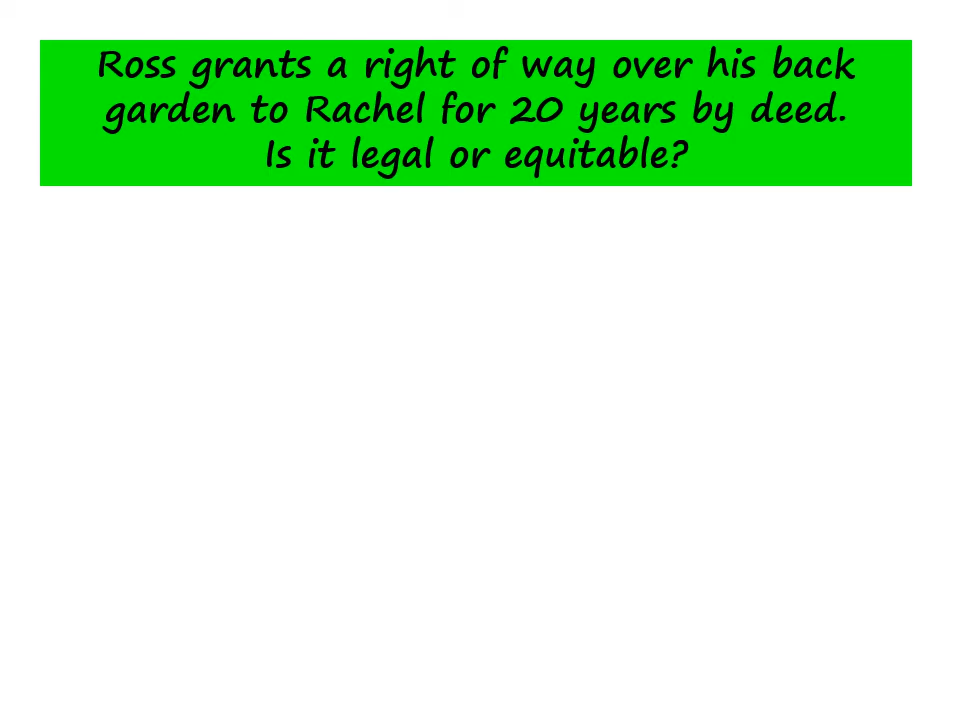 Ross grants a right of way over his back
garden to Rachel for 20 years by deed.
Is it legal or equitable?